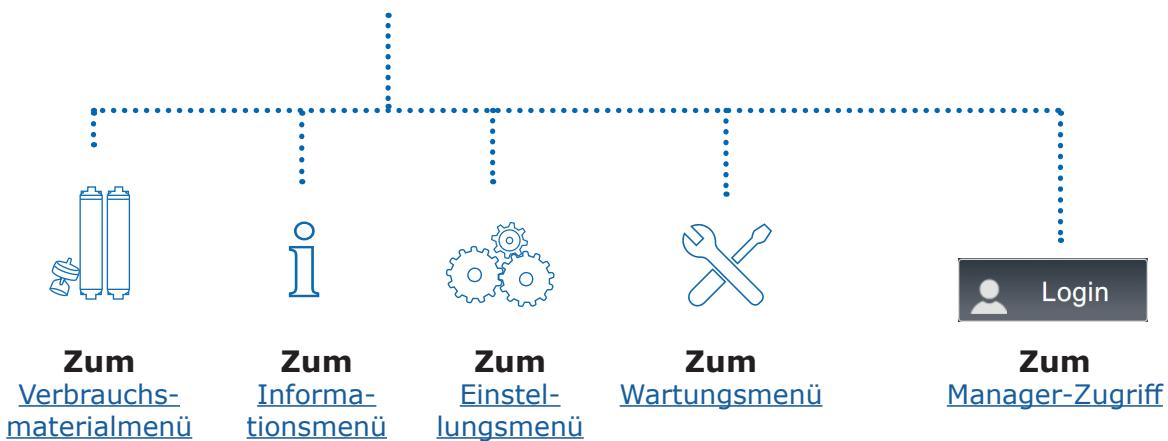 Login
Zum Zum Zum Zum Zum
Verbrauchs- Informa- Einstel- Wartungsmenü Manager-Zugriff
materialmenü tionsmenü lungsmenü